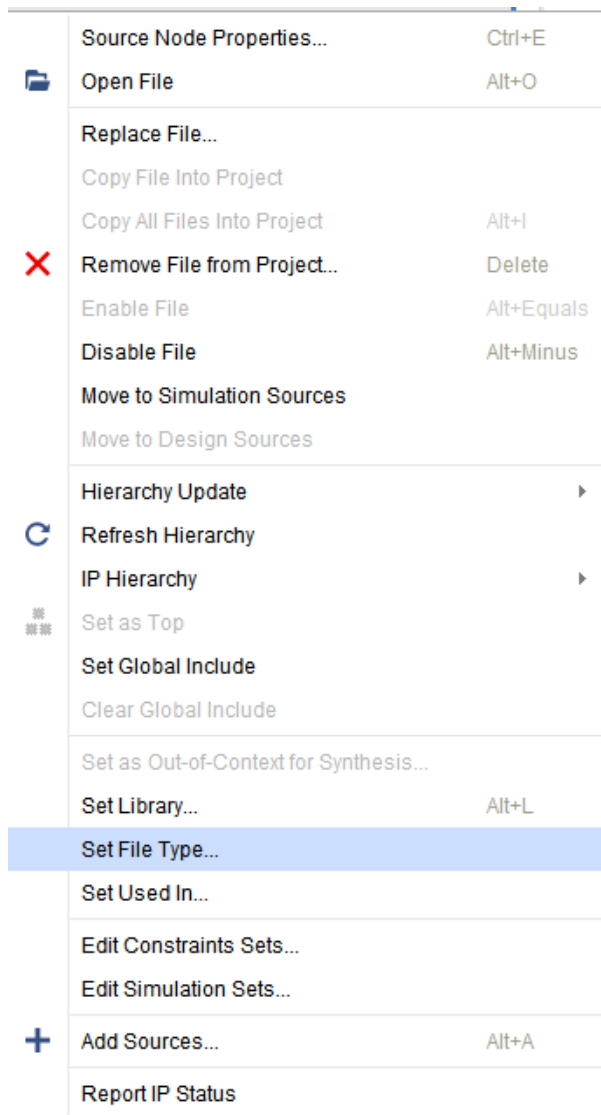 Source Node Properties... Ctrl+E
Open File Alt+O
Replace File...
Copy File Into Project
Copy All Files Into Project Alt+I
Remove File from Project... Delete
Enable File Alt+Equals
Disable File Alt+Minus
Move to Simulation Sources
Move to Design Sources
Hierarchy Update
Refresh Hierarchy
IP Hierarchy
Set as Top
Set Global Include
Clear Global Include
Set as Out-of-Context for Synthesis...
Set Library... Alt+L
Set File Type...
Set Used In...
Edit Constraints Sets...
Edit Simulation Sets...
Add Sources... Alt+A
Report IP Status